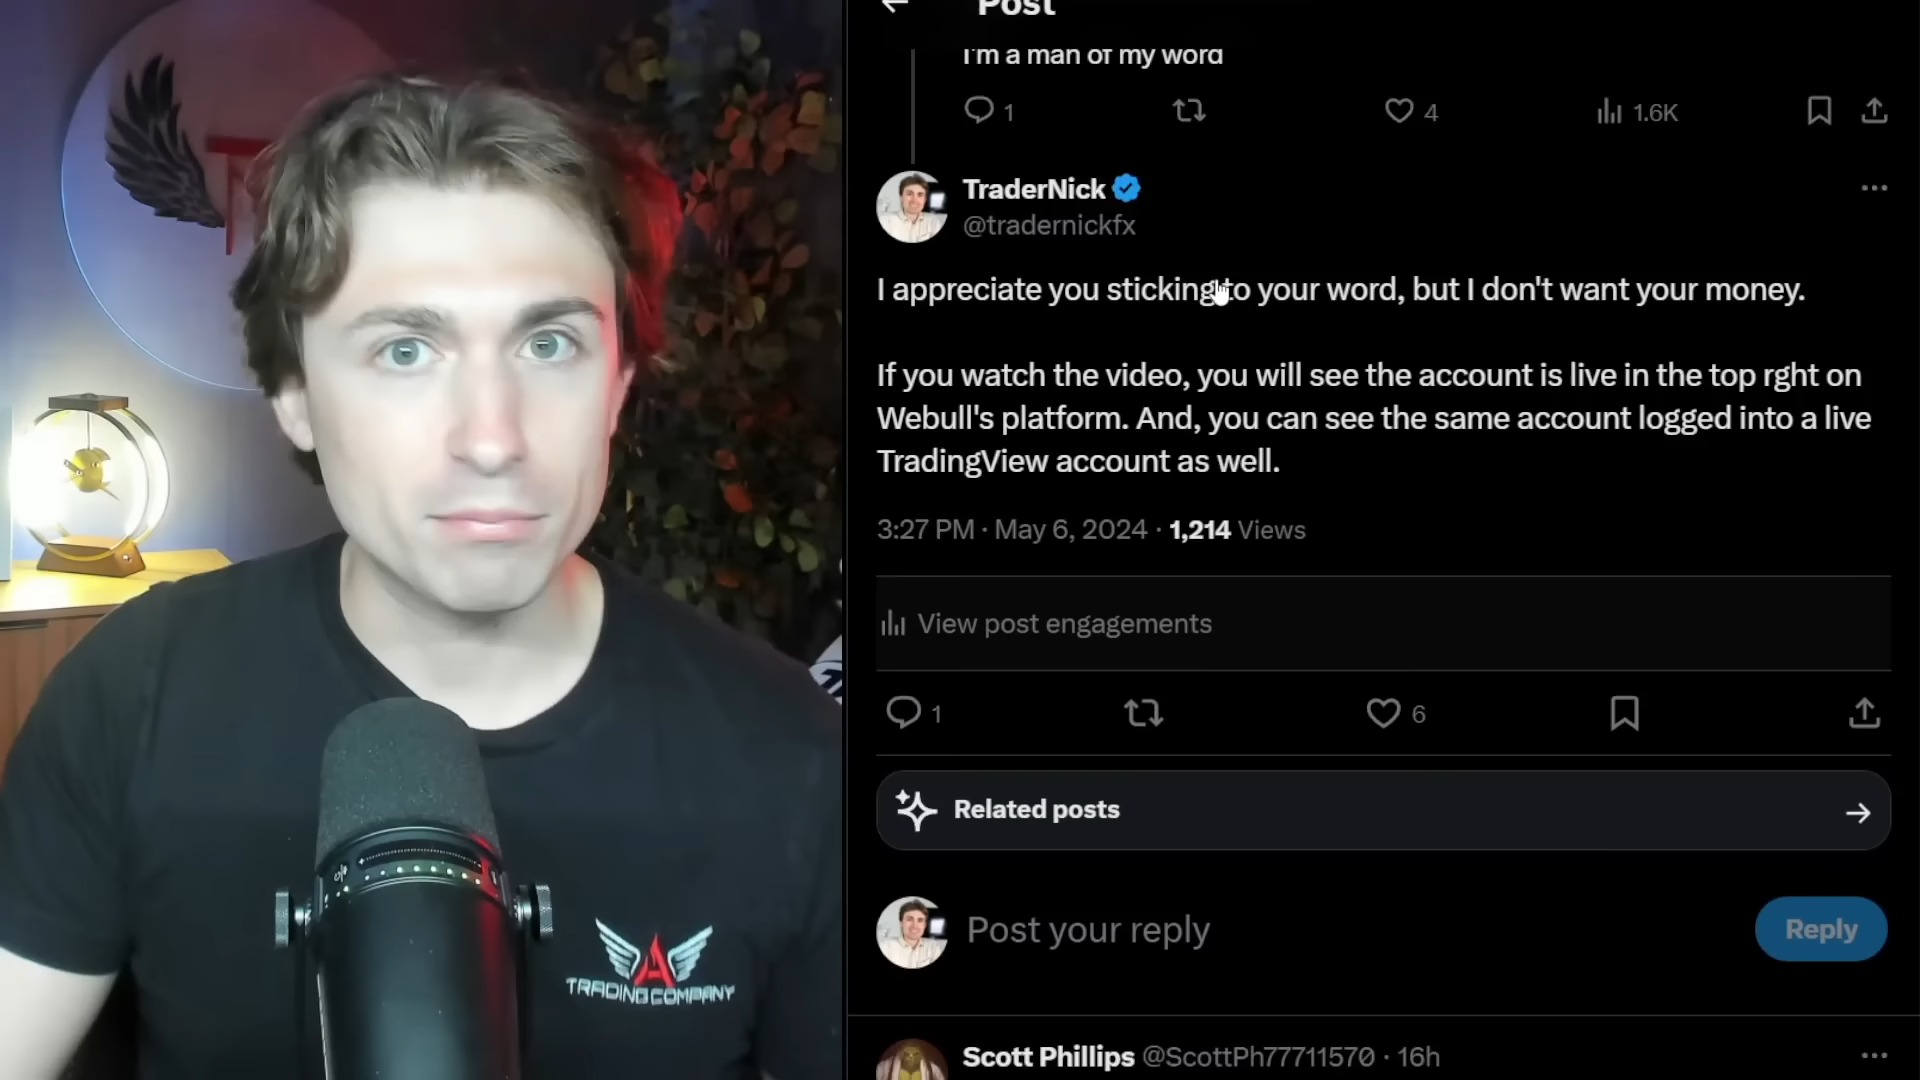 Post
I'm a man of my word
1
4
1.6K
TraderNick
@tradernickfx
I appreciate you sticking to your word, but I don't want your money.
If you watch the video, you will see the account is live in the top rght on
Webull's platform. And, you can see the same account logged into a live
TradingView account as well.
3:27 PM · May 6, 2024 · 1,214 Views
View post engagements
1
6
Related posts
Post your reply
Reply
Scott Phillips @ScottPh77711570 · 16h
A
TRADING COMPANY